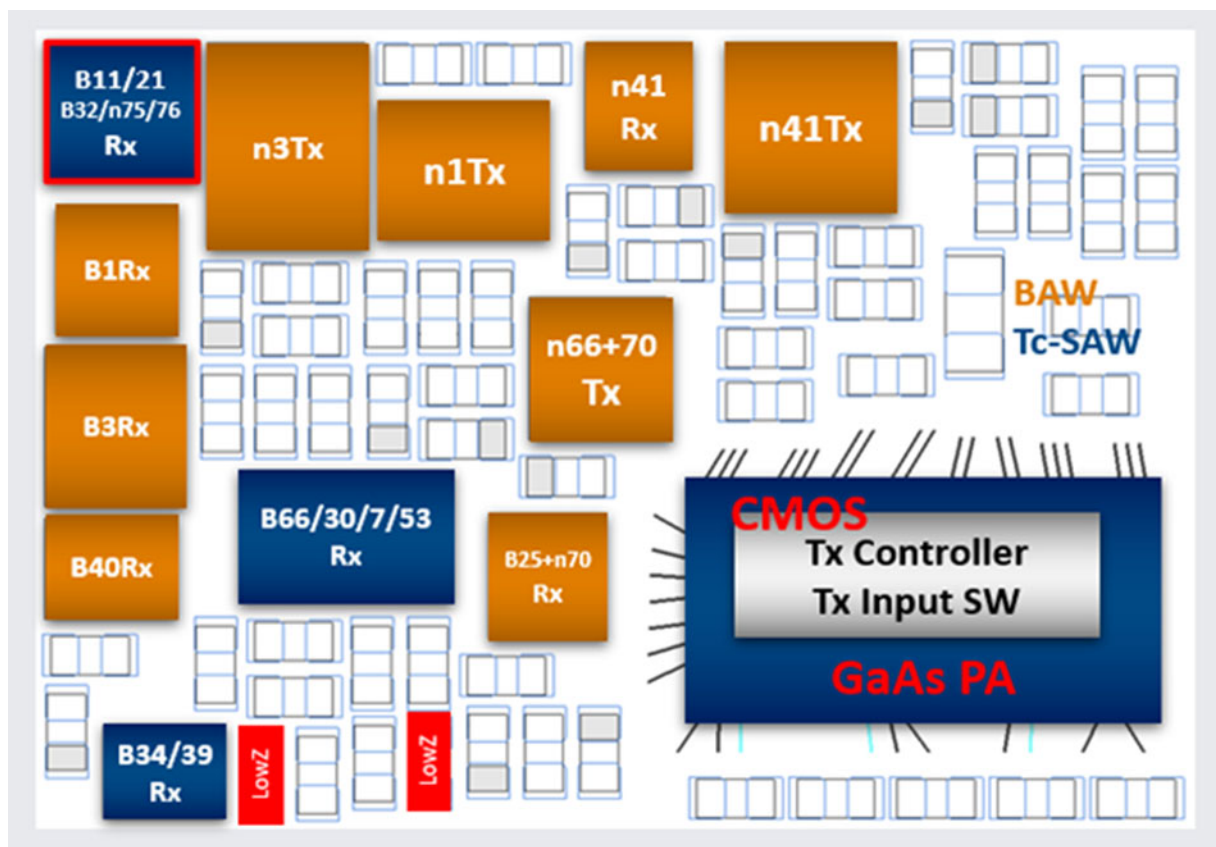 B11/21
B32/n75/76
Rx
n3Tx
n1Tx
n41
Rx
n41Tx
B1Rx
BAW
Tc-SAW
n66+70
Tx
B3Rx
B66/30/7/53
Rx
B40Rx
B25+n70
Rx
CMOS
Tx Controller
Tx Input SW
GaAs PA
B34/39
Rx
LowZ
LowZ